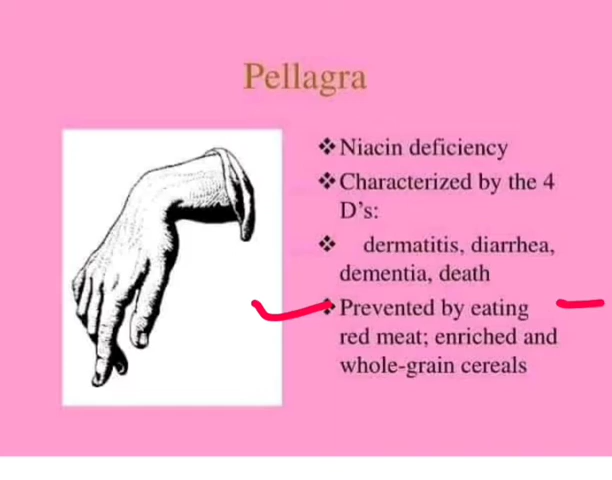 Pellagra
❖Niacin deficiency
❖Characterized by the 4
D's:
❖ dermatitis, diarrhea,
dementia, death
❖Prevented by eating
red meat; enriched and
whole-grain cereals